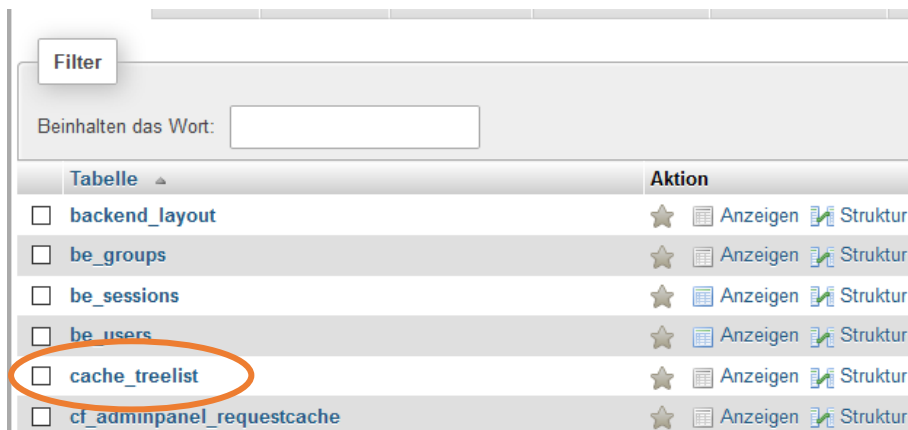 Filter
Beinhalten das Wort:
Tabelle Aktion
backend_layout Anzeigen Struktur
be_groups Anzeigen Struktur
be_sessions Anzeigen Struktur
be_users Anzeigen Struktur
cache_treelist Anzeigen Struktur
cf_adminpanel_requestcache Anzeigen Struktur